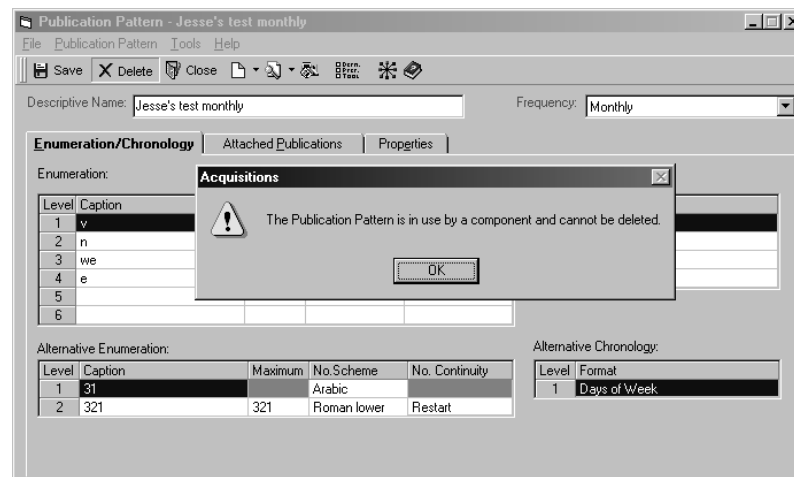 Publication Pattern - Jesse's test monthly
File Publication Pattern Tools Help
Save Delete Close
Descriptive Name: Jesse's test monthly Frequency: Monthly
Enumeration/Chronology Attached Publications Properties
Enumeration:
Acquisitions
Level Caption
1 v
2 n
3 we
4 e
5
6
The Publication Pattern is in use by a component and cannot be deleted.
OK
Alternative Enumeration: Alternative Chronology:
Level Caption Maximum No.Scheme No. Continuity Level Format
1 31 Arabic 1 Days of Week
2 321 321 Roman lower Restart